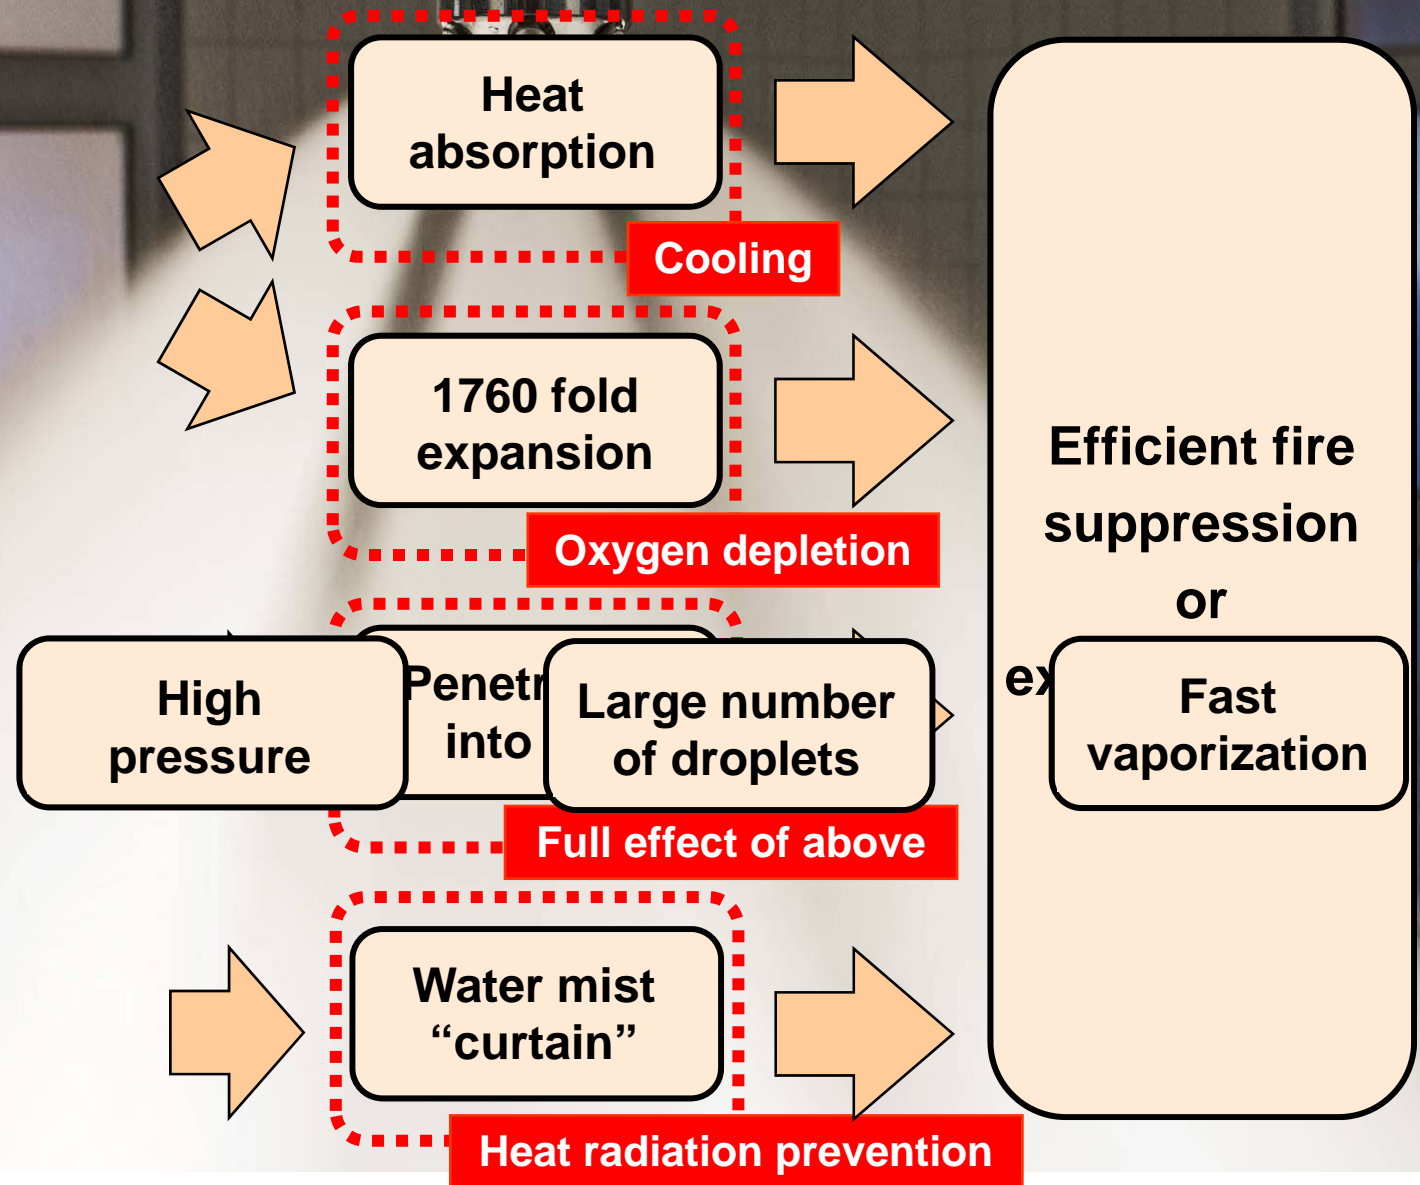 Heat
absorption
Cooling
1760 fold
expansion
Oxygen depletion
Efficient fire
suppression
or
High
pressure
into
Large number
of droplets
Fast
vaporization
Full effect of above
Water mist
“curtain”
Heat radiation prevention